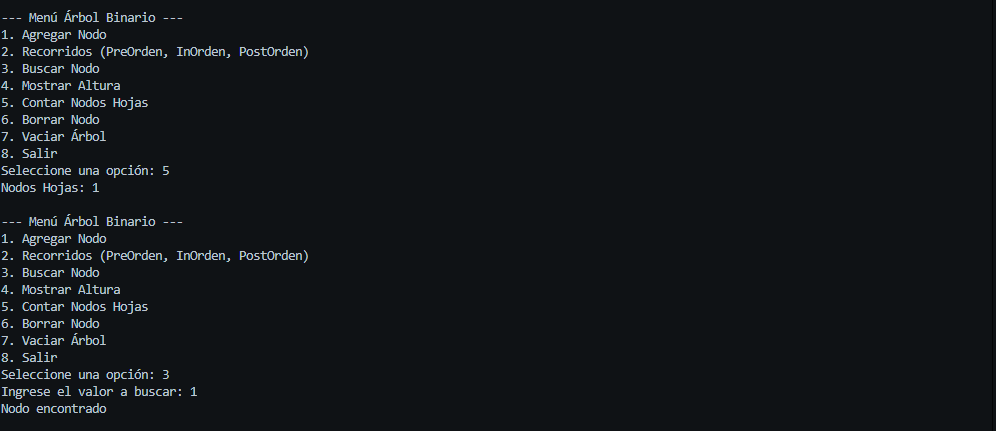 --- Menú Árbol Binario ---
1. Agregar Nodo
2. Recorridos (PreOrden, InOrden, PostOrden)
3. Buscar Nodo
4. Mostrar Altura
5. Contar Nodos Hojas
6. Borrar Nodo
7. Vaciar Árbol
8. Salir
Seleccione una opción: 5
Nodos Hojas: 1

--- Menú Árbol Binario ---
1. Agregar Nodo
2. Recorridos (PreOrden, InOrden, PostOrden)
3. Buscar Nodo
4. Mostrar Altura
5. Contar Nodos Hojas
6. Borrar Nodo
7. Vaciar Árbol
8. Salir
Seleccione una opción: 3
Ingrese el valor a buscar: 1
Nodo encontrado